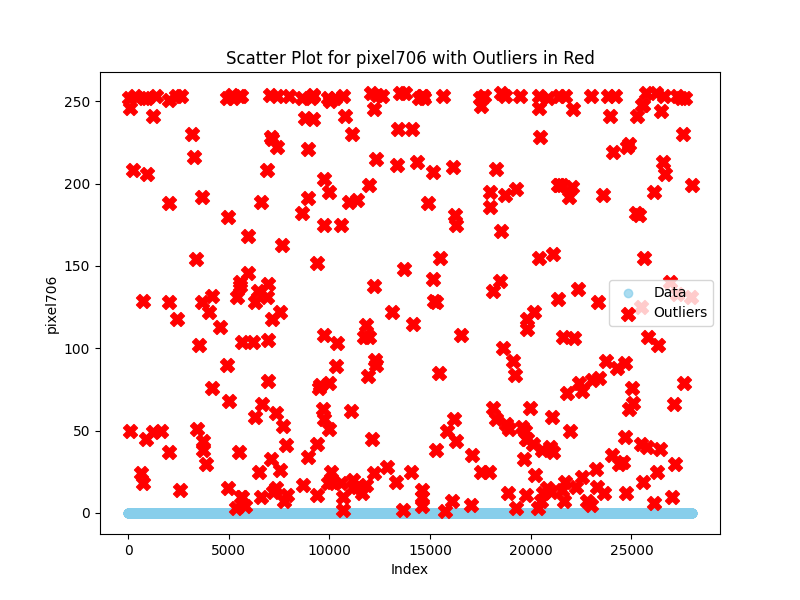 Scatter Plot for pixel706 with Outliers in Red
250
200
150
100
50
0
pixel706
Data
Outliers
0
5000
10000
15000
20000
25000
Index